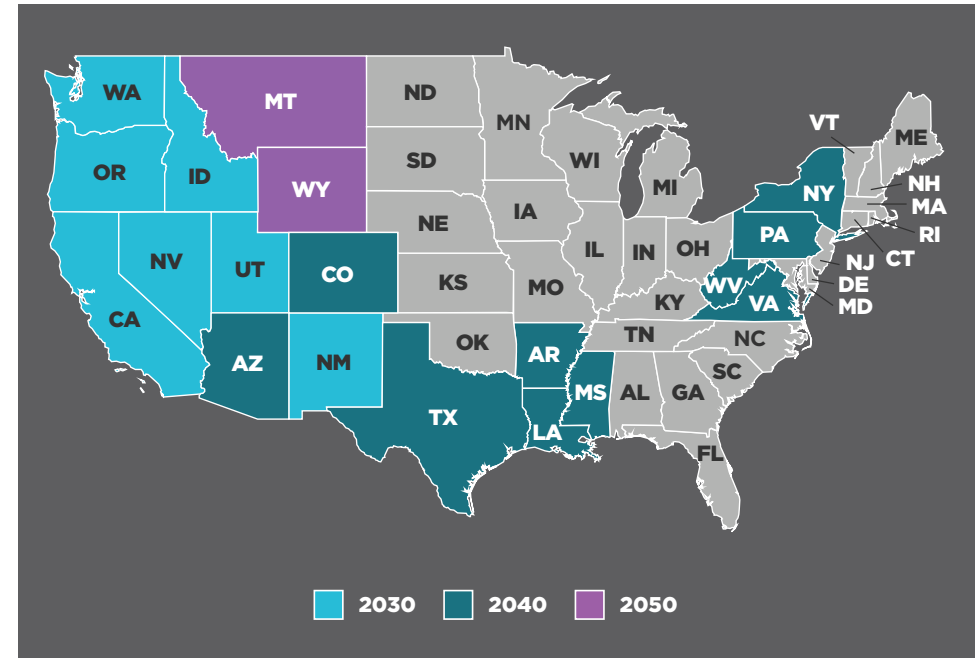 WA
MT
ND
MN
VT
ME
OR
ID
SD
WI
MI
NH
WY
NY
MA
IA
NE
PA
RI
NV
UT
CO
IL
IN
OH
NJ
CT
KS
MO
WV
VA
DE
MD
CA
KY
AZ
NM
OK
AR
TN
NC
SC
TX
MS
AL
GA
LA
FL
2030
2040
2050